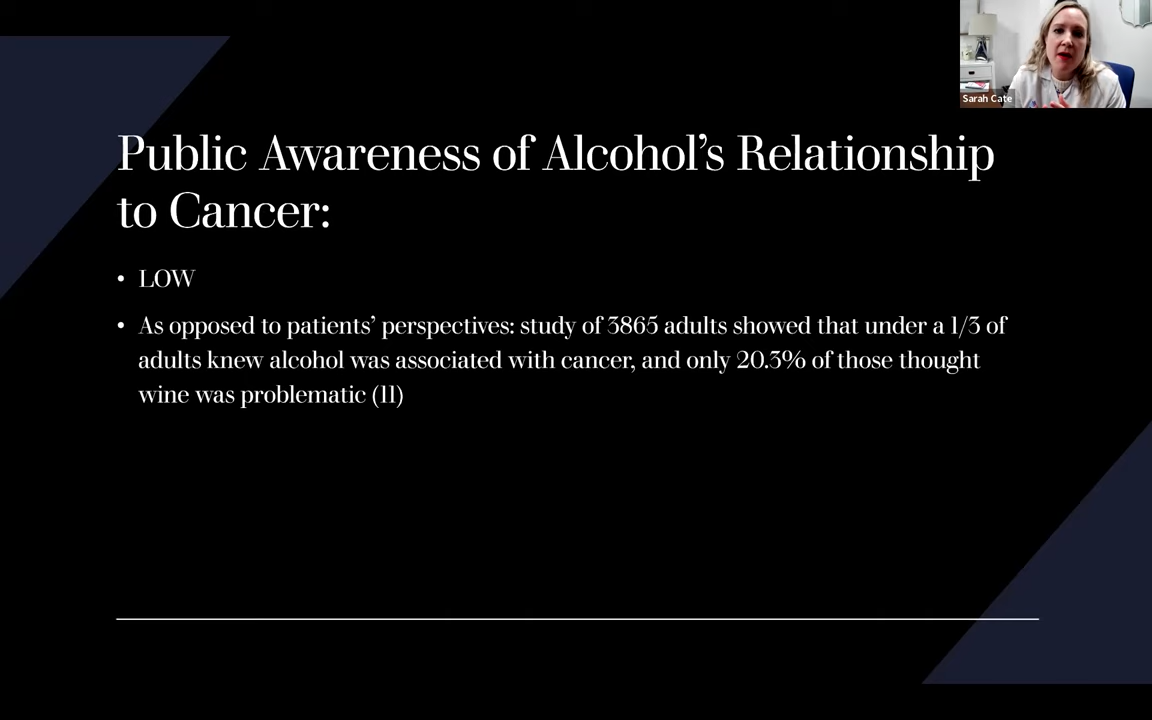 Sarah Cate
Public Awareness of Alcohol’s Relationship
to Cancer:
• LOW
• As opposed to patients’ perspectives: study of 3865 adults showed that under a 1/3 of
adults knew alcohol was associated with cancer, and only 20.3% of those thought
wine was problematic (11)